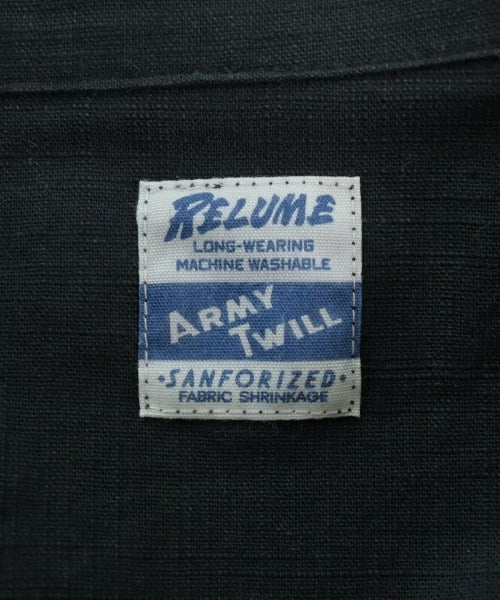 RELUME
LONG-WEARING
MACHINE WASHABLE
ARMY
TWILL
•SANFORIZED•
FABRIC SHRINKAGE